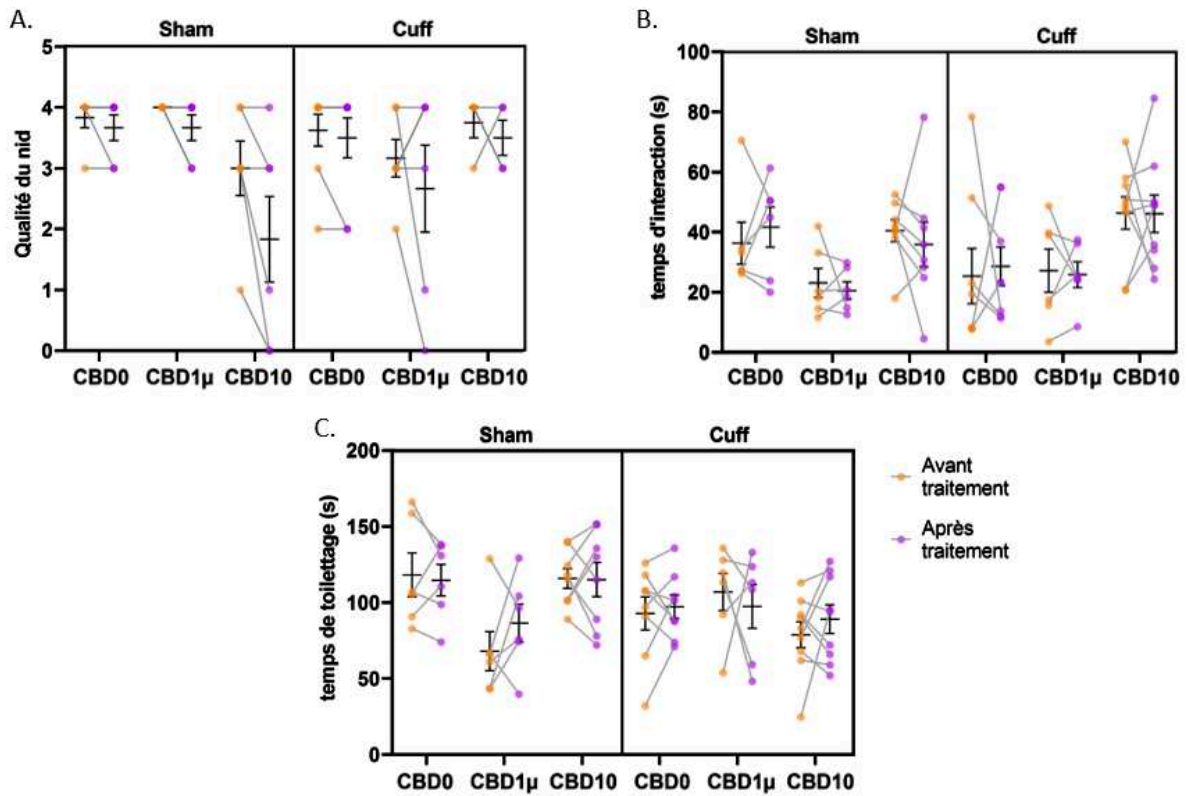 A.
Sham Cuff
Qualité du nid
5
4
3
2
1
0
CBD0 CBD1µ CBD10 CBD0 CBD1µ CBD10
B.
Sham Cuff
temps d'interaction (s)
100
80
60
40
20
0
CBD0 CBD1µ CBD10 CBD0 CBD1µ CBD10
C.
Sham Cuff
temps de toilettage (s)
200
150
100
50
0
CBD0 CBD1µ CBD10 CBD0 CBD1µ CBD10
Avant
traitement
Après
traitement